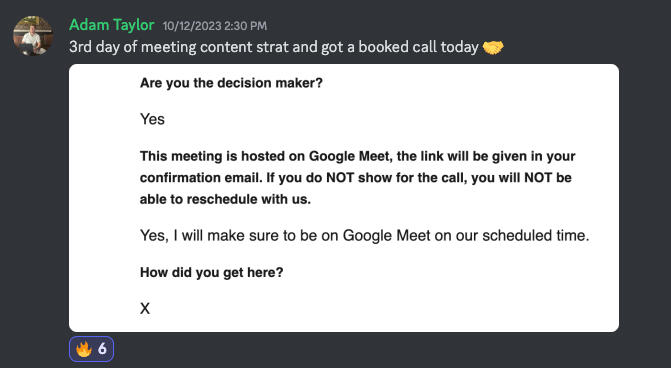 Adam Taylor 10/12/2023 2:30 PM
3rd day of meeting content strat and got a booked call today 🤝
Are you the decision maker?
Yes
This meeting is hosted on Google Meet, the link will be given in your
confirmation email. If you do NOT show for the call, you will NOT be
able to reschedule with us.
Yes, I will make sure to be on Google Meet on our scheduled time.
How did you get here?
X
🔥 6